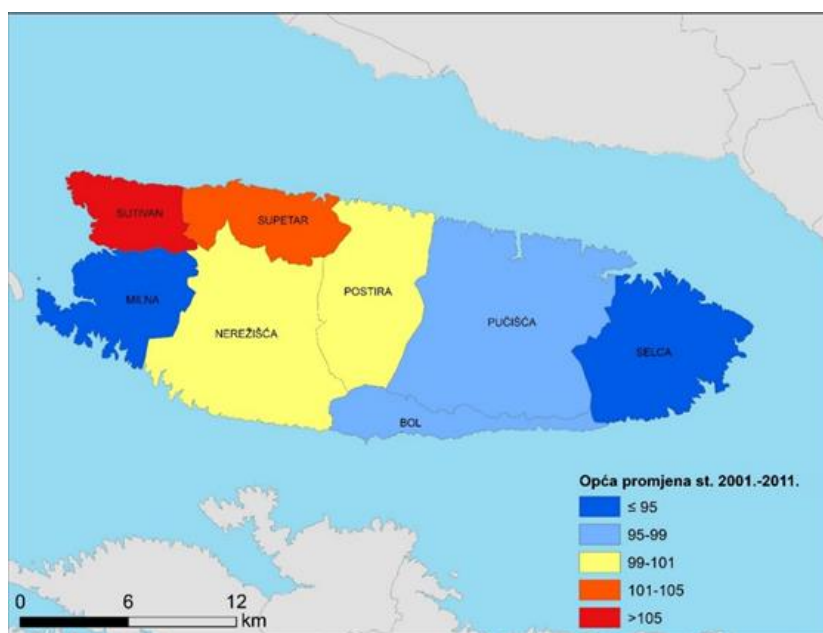 SUTIVAN
SUPETAR
MILNA
NEREŽIŠĆA
POSTIRA
PUČIŠĆA
SELCA
BOL
Opća promjena st. 2001.-2011.
≤ 95
95-99
99-101
101-105
>105
0 6 12
km